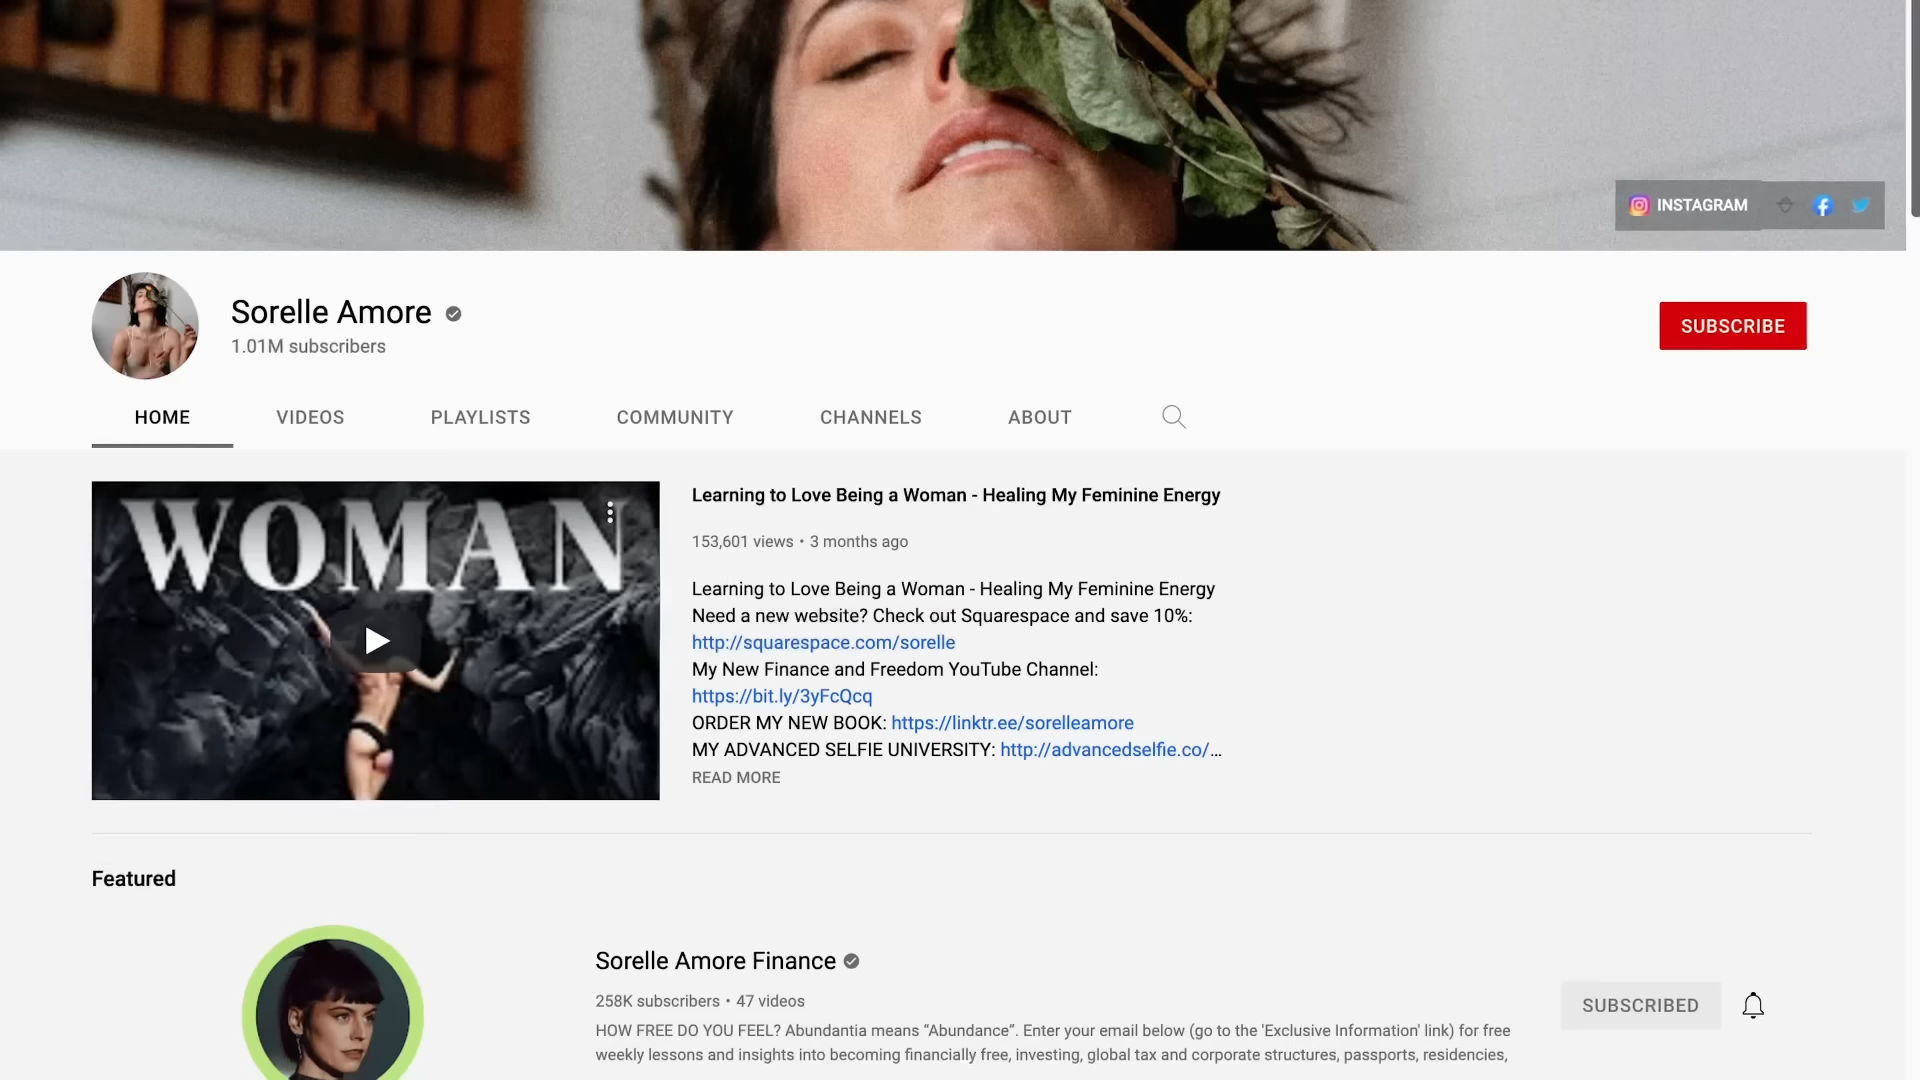 INSTAGRAM
Sorelle Amore
1.01M subscribers
SUBSCRIBE
HOME VIDEOS PLAYLISTS COMMUNITY CHANNELS ABOUT
WOMAN
Learning to Love Being a Woman - Healing My Feminine Energy
153,601 views • 3 months ago
Learning to Love Being a Woman - Healing My Feminine Energy
Need a new website? Check out Squarespace and save 10%:
http://squarespace.com/sorelle
My New Finance and Freedom YouTube Channel:
https://bit.ly/3yFcQcq
ORDER MY NEW BOOK: https://linktr.ee/sorelleamore
MY ADVANCED SELFIE UNIVERSITY: http://advancedselfie.co/...
READ MORE
Featured
Sorelle Amore Finance
258K subscribers • 47 videos
SUBSCRIBED
HOW FREE DO YOU FEEL? Abundantia means “Abundance”. Enter your email below (go to the 'Exclusive Information' link) for free
weekly lessons and insights into becoming financially free, investing, global tax and corporate structures, passports, residencies,